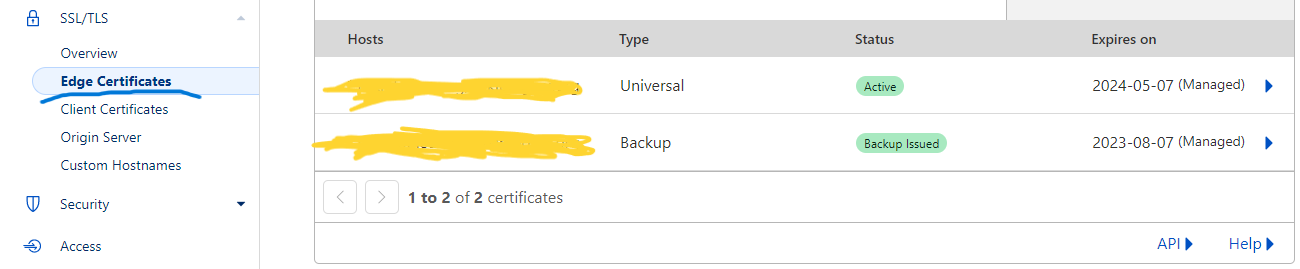 SSL/TLS
Overview
Edge Certificates
Client Certificates
Origin Server
Custom Hostnames
Security
Access
Hosts Type Status Expires on
Universal Active 2024-05-07 (Managed)
Backup Backup Issued 2023-08-07 (Managed)
1 to 2 of 2 certificates
API Help